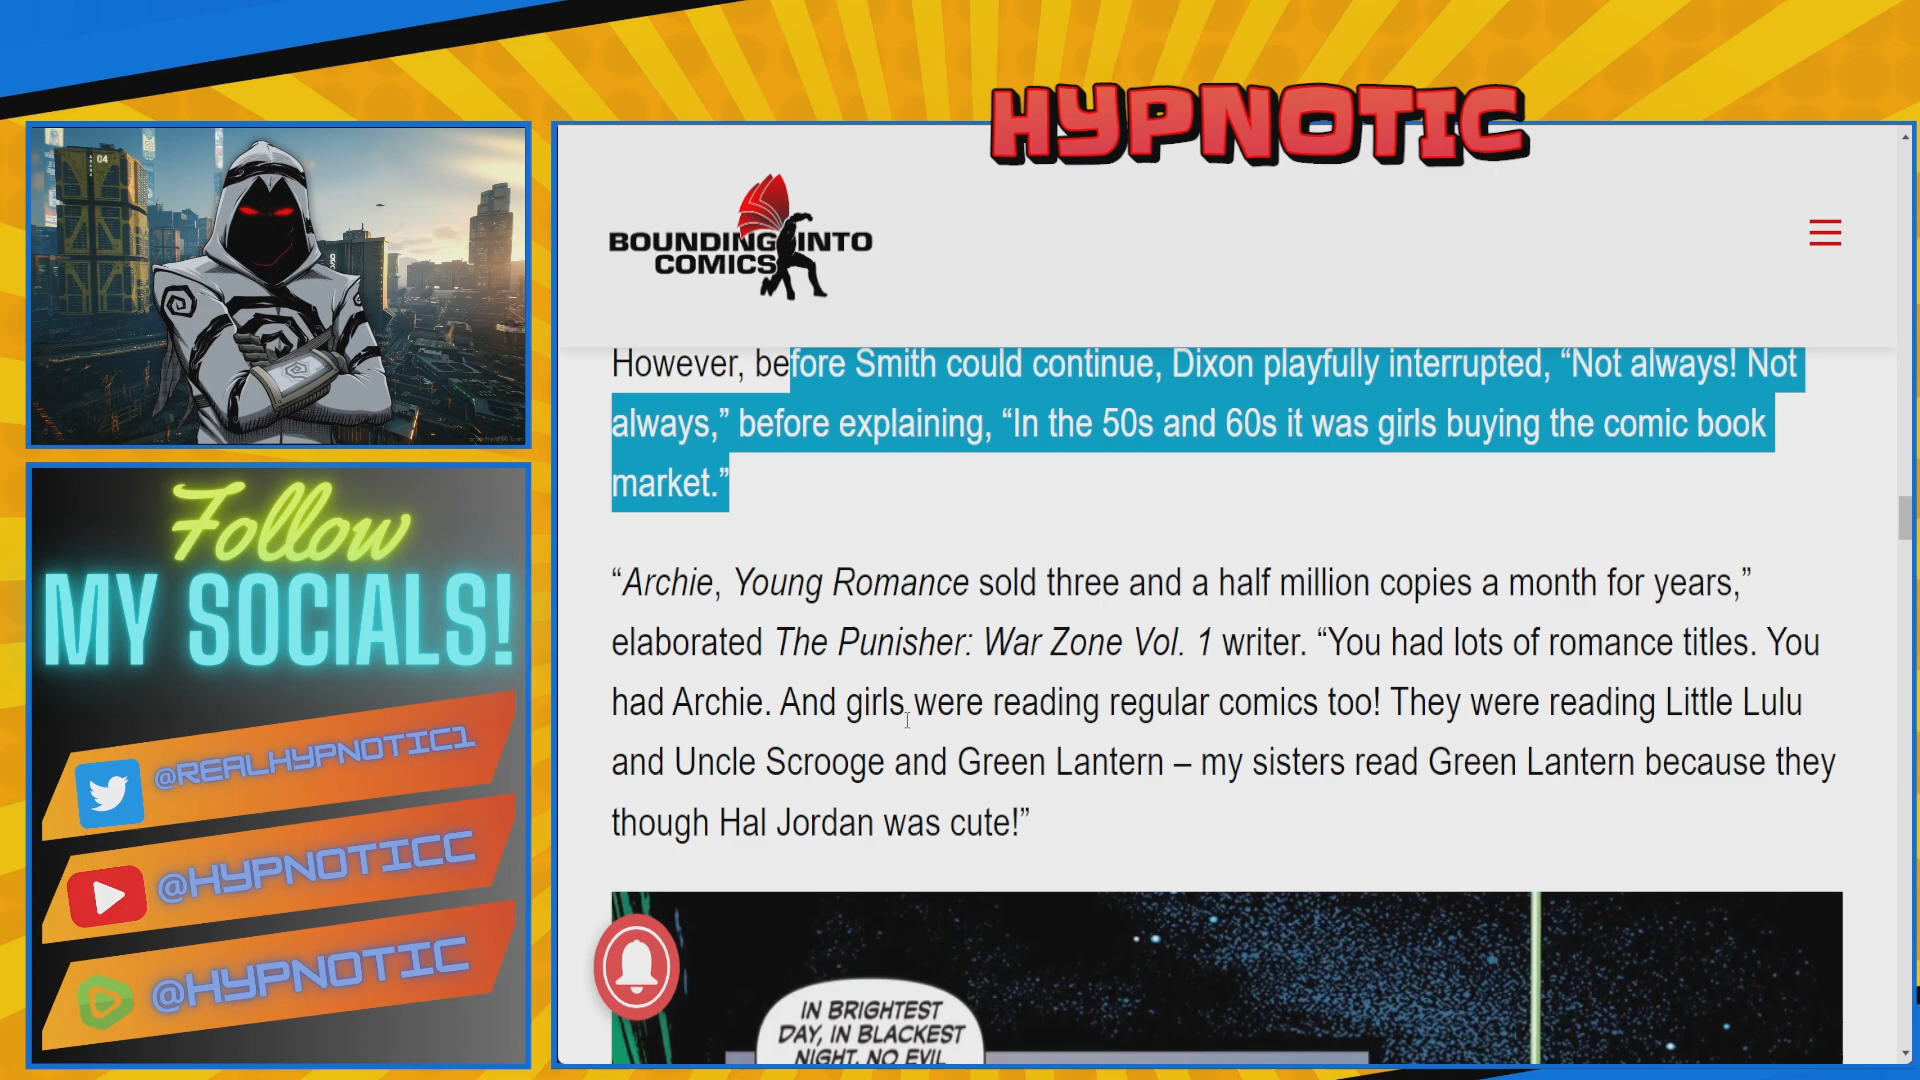 HYPNOTIC
04
BOUNDING INTO
COMICS
However, before Smith could continue, Dixon playfully interrupted, “Not always! Not
always,” before explaining, “In the 50s and 60s it was girls buying the comic book
market.”
“Archie, Young Romance sold three and a half million copies a month for years,”
elaborated The Punisher: War Zone Vol. 1 writer. “You had lots of romance titles. You
had Archie. And girls were reading regular comics too! They were reading Little Lulu
and Uncle Scrooge and Green Lantern – my sisters read Green Lantern because they
though Hal Jordan was cute!”
IN BRIGHTEST
DAY, IN BLACKEST
NIGHT, NO EVIL
Follow
MY SOCIALS!
@REALHYPNOTIC1
@HYPNOTICC
@HYPNOTIC